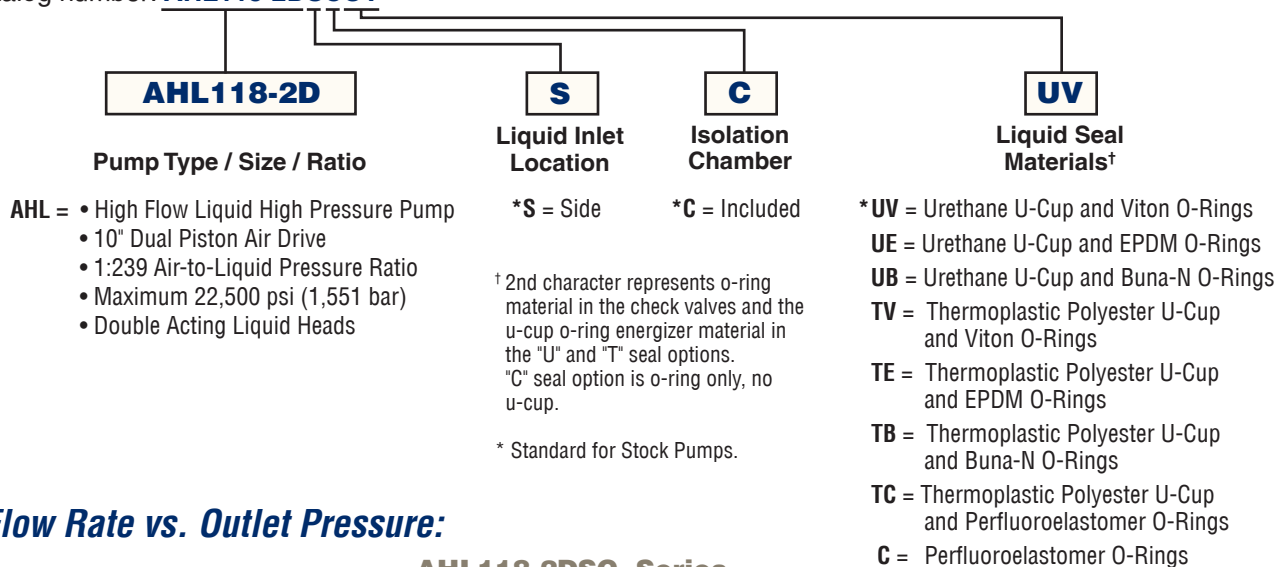 AHL118-2D
S
C
UV
Pump Type / Size / Ratio
Liquid Inlet
Location
Isolation
Chamber
Liquid Seal
Materials†
AHL = • High Flow Liquid High Pressure Pump
• 10" Dual Piston Air Drive
• 1:239 Air-to-Liquid Pressure Ratio
• Maximum 22,500 psi (1,551 bar)
• Double Acting Liquid Heads
*S = Side
*C = Included
† 2nd character represents o-ring
material in the check valves and the
u-cup o-ring energizer material in
the "U" and "T" seal options.
"C" seal option is o-ring only, no
u-cup.
* Standard for Stock Pumps.
*UV = Urethane U-Cup and Viton O-Rings
UE = Urethane U-Cup and EPDM O-Rings
UB = Urethane U-Cup and Buna-N O-Rings
TV = Thermoplastic Polyester U-Cup
and Viton O-Rings
TE = Thermoplastic Polyester U-Cup
and EPDM O-Rings
TB = Thermoplastic Polyester U-Cup
and Buna-N O-Rings
TC = Thermoplastic Polyester U-Cup
and Perfluoroelastomer O-Rings
C = Perfluoroelastomer O-Rings
Rate vs. Outlet Pressure: